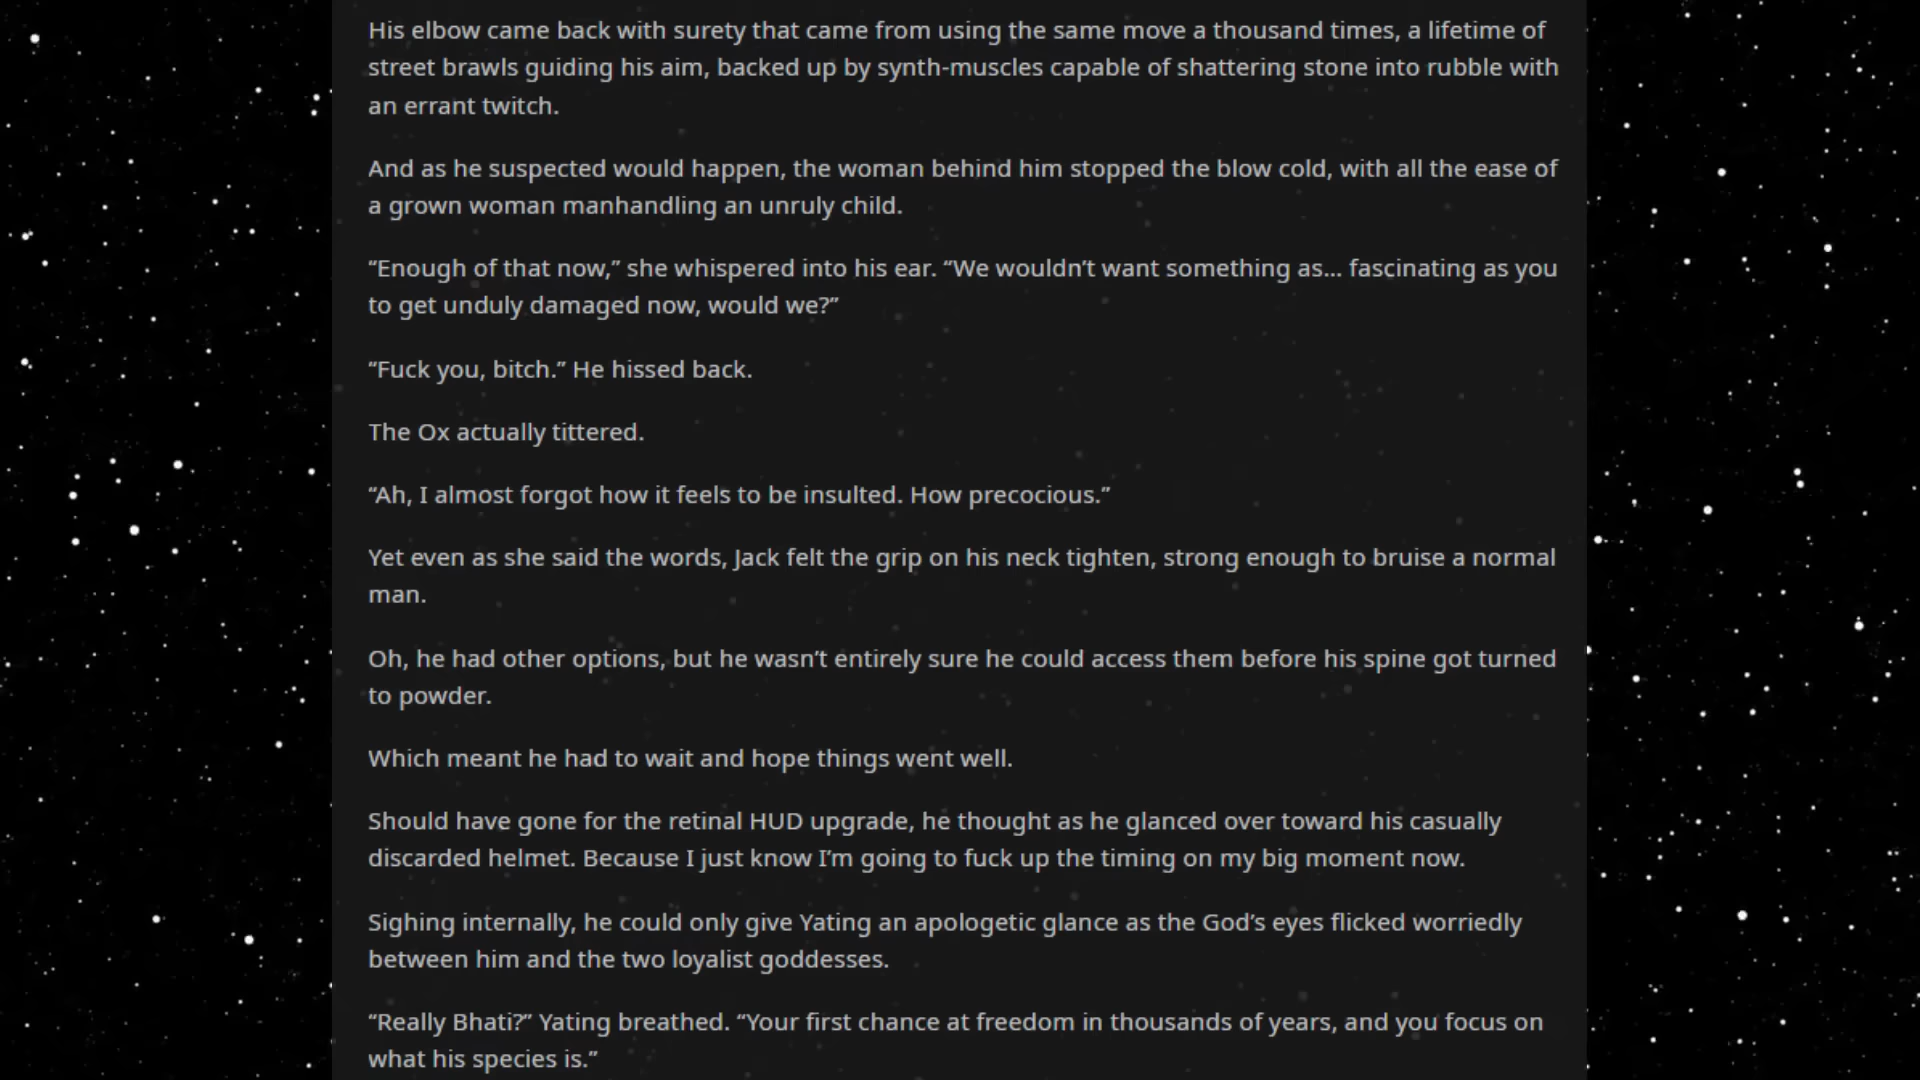 His elbow came back with surety that came from using the same move a thousand times, a lifetime of
street brawls guiding his aim, backed up by synth-muscles capable of shattering stone into rubble with
an errant twitch.
And as he suspected would happen, the woman behind him stopped the blow cold, with all the ease of
a grown woman manhandling an unruly child.
“Enough of that now,” she whispered into his ear. “We wouldn’t want something as… fascinating as you
to get unduly damaged now, would we?”
“Fuck you, bitch.” He hissed back.
The Ox actually tittered.
“Ah, I almost forgot how it feels to be insulted. How precocious.”
Yet even as she said the words, Jack felt the grip on his neck tighten, strong enough to bruise a normal
man.
Oh, he had other options, but he wasn’t entirely sure he could access them before his spine got turned
to powder.
Which meant he had to wait and hope things went well.
Should have gone for the retinal HUD upgrade, he thought as he glanced over toward his casually
discarded helmet. Because I just know I’m going to fuck up the timing on my big moment now.
Sighing internally, he could only give Yating an apologetic glance as the God’s eyes flicked worriedly
between him and the two loyalist goddesses.
“Really Bhati?” Yating breathed. “Your first chance at freedom in thousands of years, and you focus on
what his species is.”